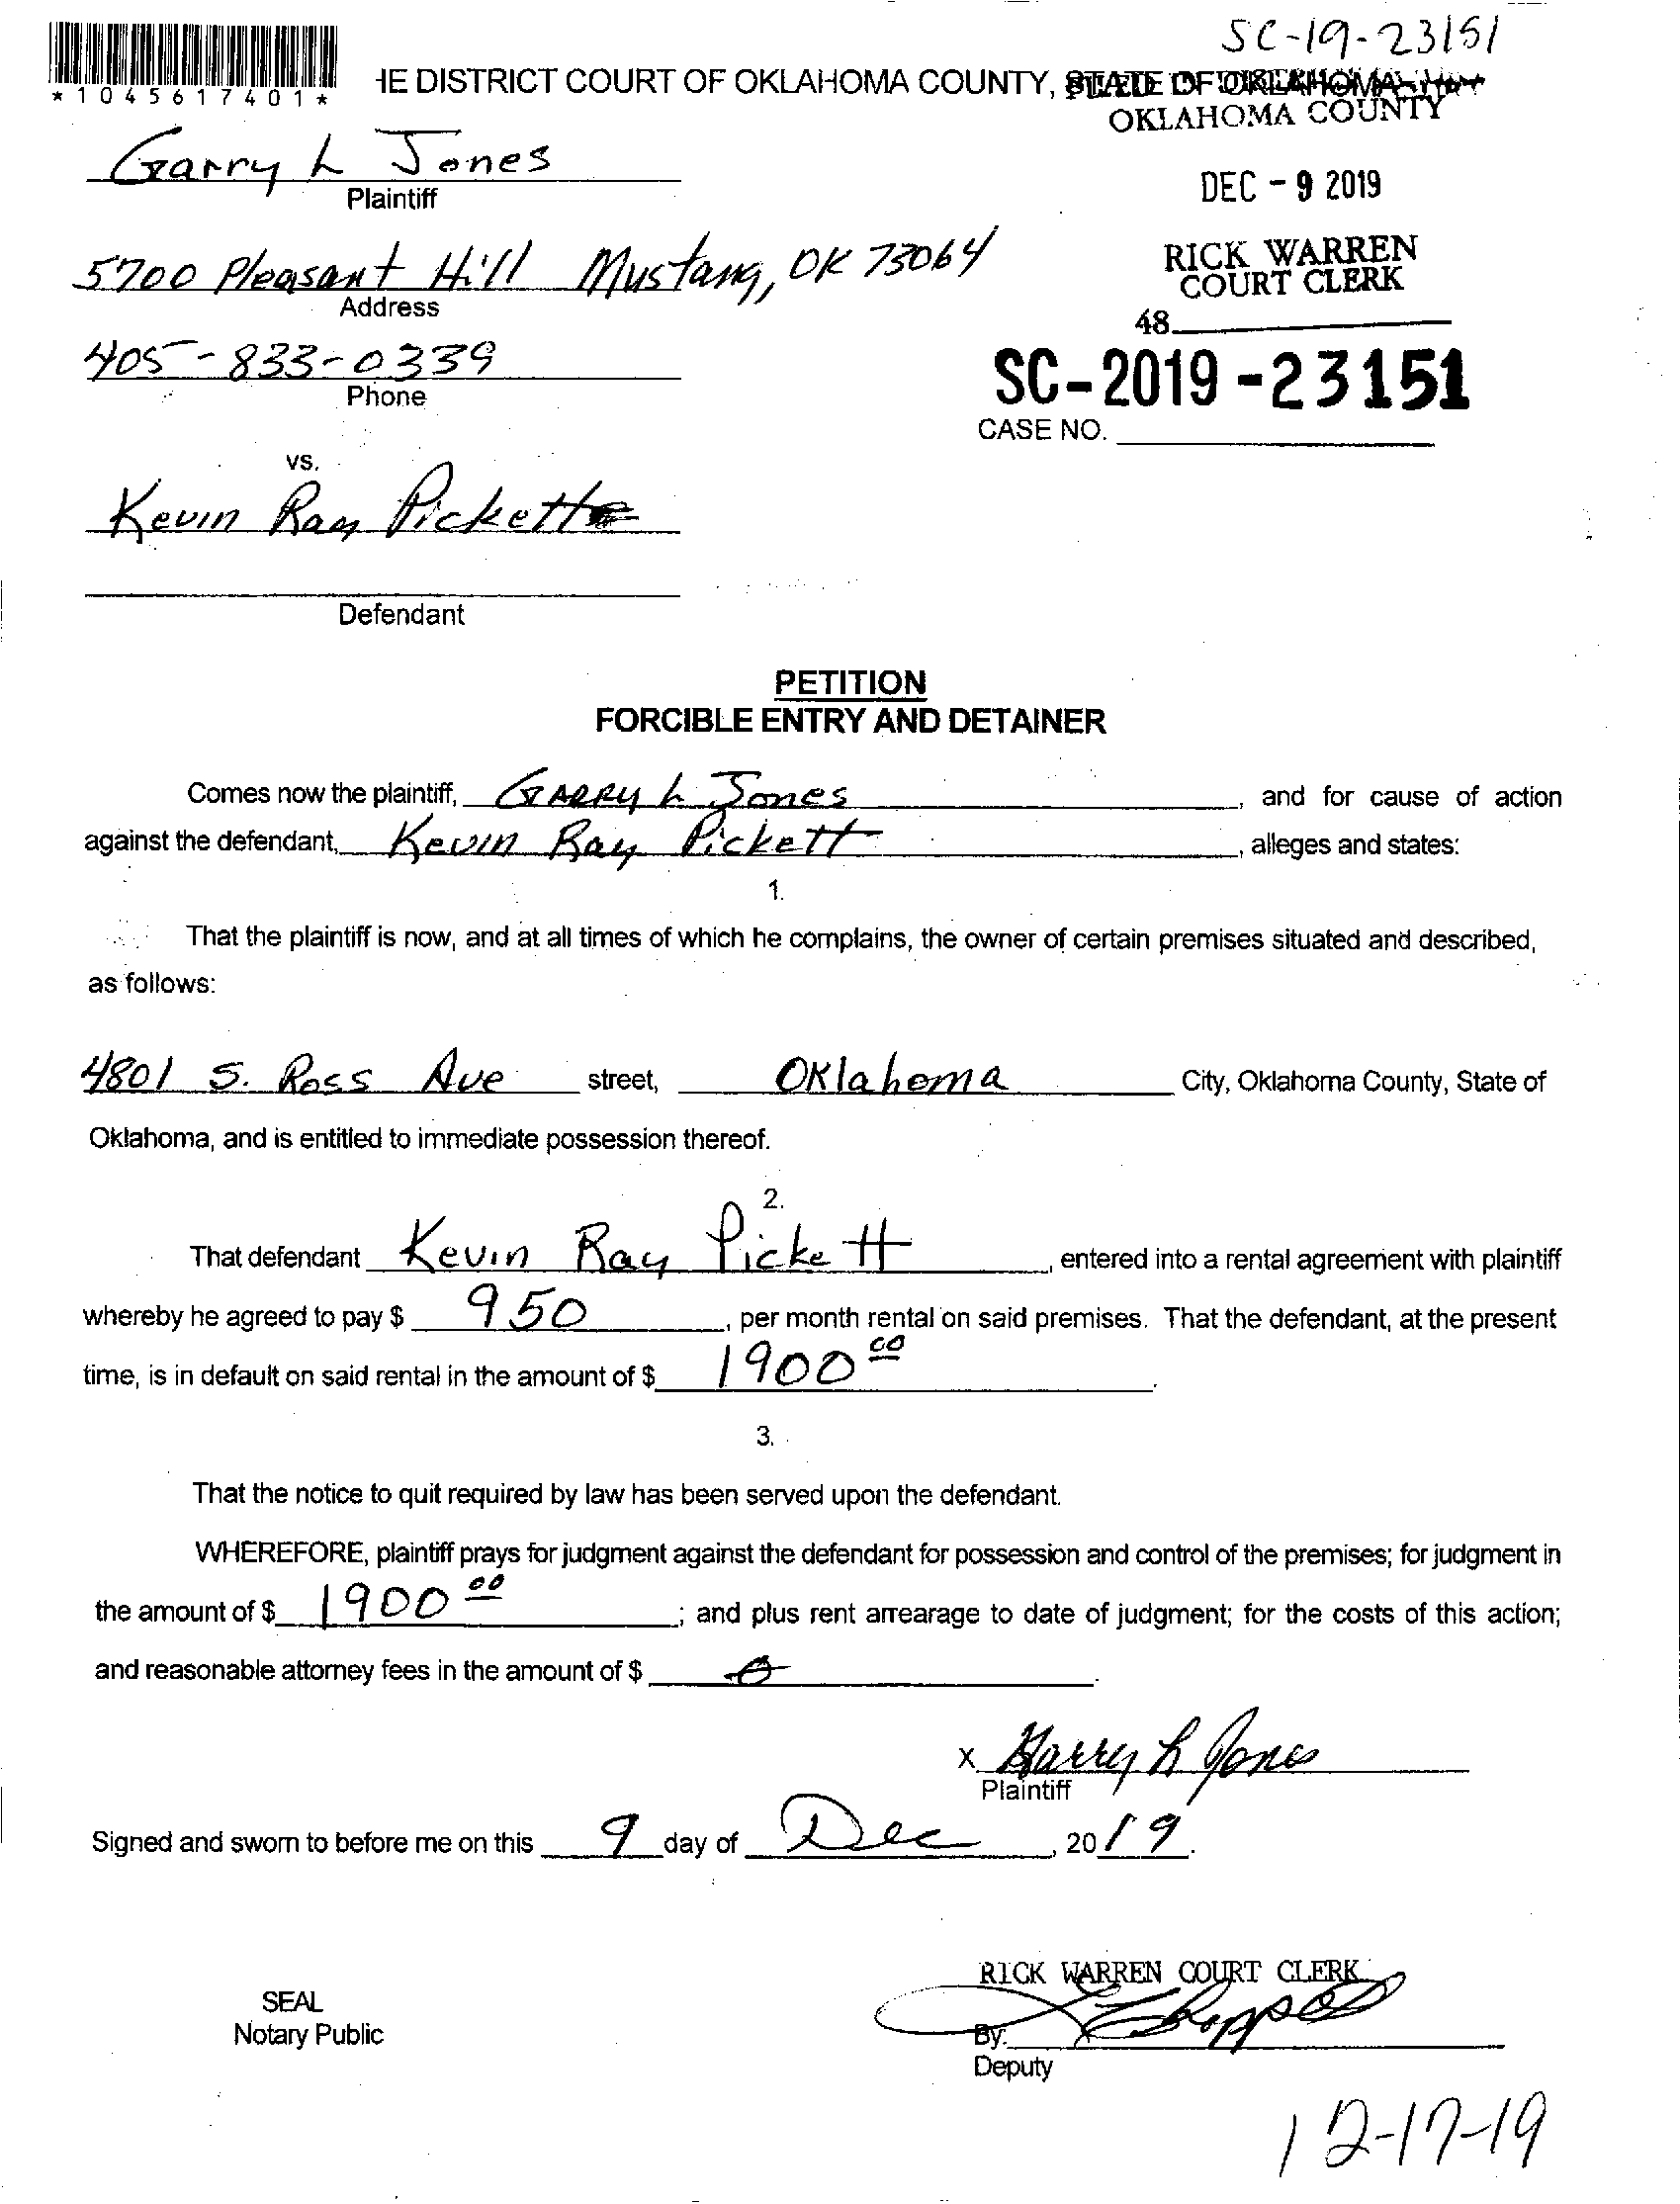 SC-19-23151
*1045617401*
HE DISTRICT COURT OF OKLAHOMA COUNTY, STATE OF OKLAHOMA
OKLAHOMA COUNTY
Garry L Jones
Plaintiff
DEC - 9 2019
5700 Pleasant Hill Mustang, OK 73064
Address
RICK WARREN
COURT CLERK
48
405-833-0339
Phone
SC-2019-23151
CASE NO.
vs.
Kevin Ray Pickett
Defendant
PETITION
FORCIBLE ENTRY AND DETAINER
Comes now the plaintiff, GARRY L Jones, and for cause of action
against the defendant, Kevin Ray Pickett, alleges and states:
1.
That the plaintiff is now, and at all times of which he complains, the owner of certain premises situated and described,
as follows:
4801 S. Ross Ave street, Oklahoma City, Oklahoma County, State of
Oklahoma, and is entitled to immediate possession thereof.
2.
That defendant Kevin Ray Pickett, entered into a rental agreement with plaintiff
whereby he agreed to pay $ 950, per month rental on said premises. That the defendant, at the present
time, is in default on said rental in the amount of $ 1900 00.
3.
That the notice to quit required by law has been served upon the defendant.
WHEREFORE, plaintiff prays for judgment against the defendant for possession and control of the premises; for judgment in
the amount of $ 1900 00; and plus rent arrearage to date of judgment; for the costs of this action;
and reasonable attorney fees in the amount of $ 0.
X Garry L Jones
Plaintiff
Signed and sworn to before me on this 9 day of Dec, 2019.
RICK WARREN COURT CLERK
SEAL
Notary Public
By:
Deputy
12-17-19